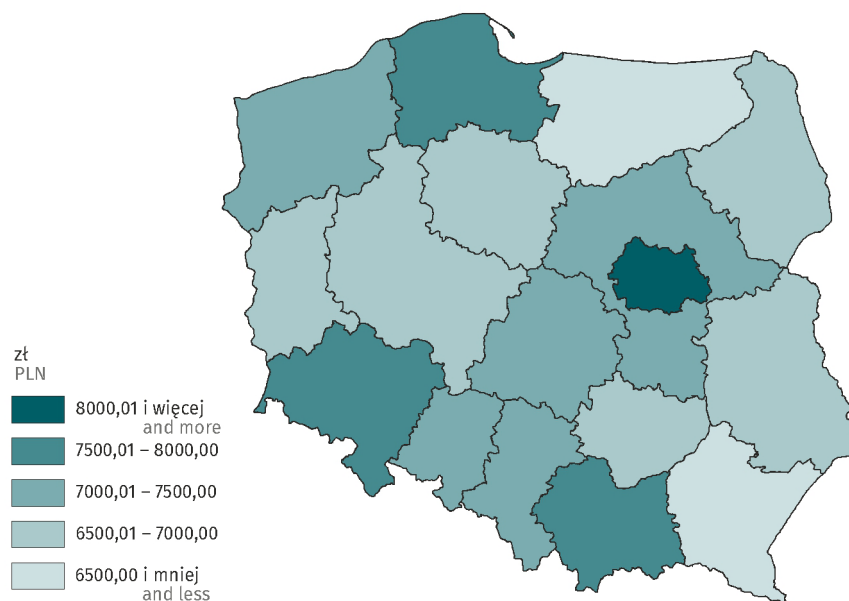 zł
PLN
8000,01 i więcej
and more
7500,01 – 8000,00
7000,01 – 7500,00
6500,01 – 7000,00
6500,00 i mniej
and less